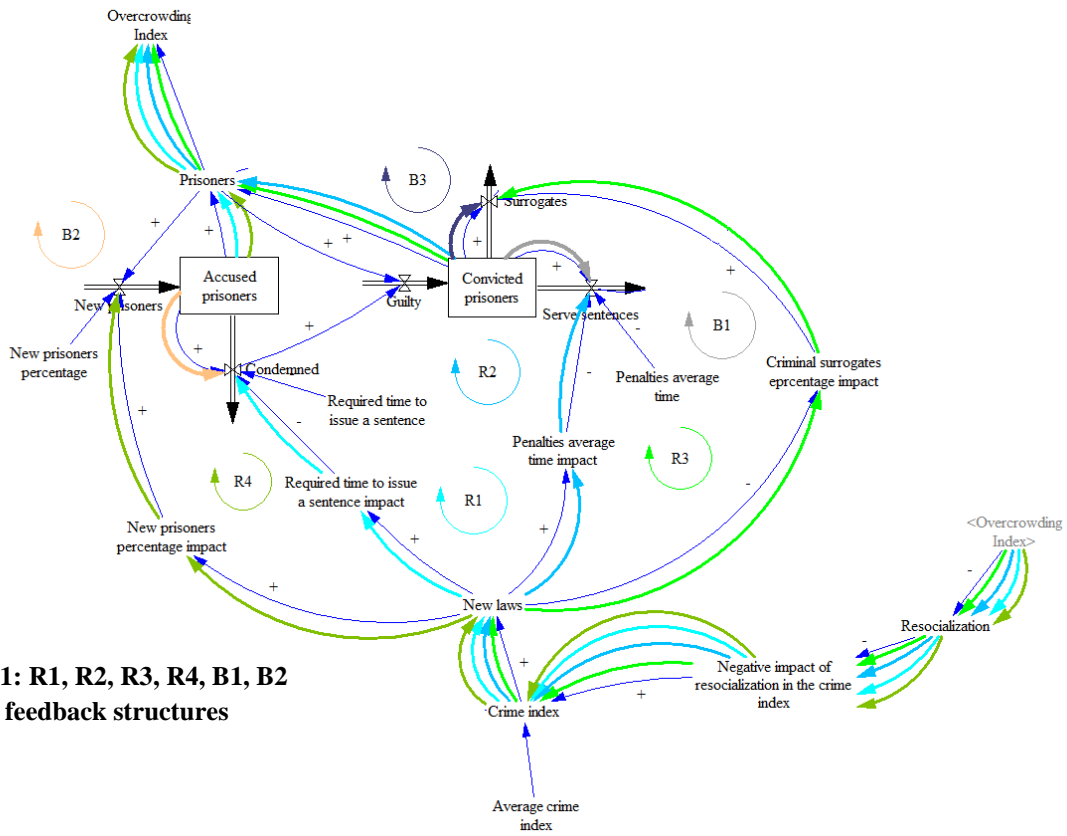 Overcrowding
Index
Prisoners
B3
Surrogates
B2
Accused
prisoners
Convicted
prisoners
New prisoners
Guilty
Serve sentences
B1
New prisoners
percentage
Condemned
R2
Penalties average
time
Criminal surrogates
eprcentage impact
Required time to
issue a sentence
Penalties average
time impact
R3
R4
Required time to issue
a sentence impact
R1
New prisoners
percentage impact
<Overcrowding
Index>
New laws
Resocialization
Negative impact of
resocialization in the crime
index
1: R1, R2, R3, R4, B1, B2
feedback structures
Crime index
Average crime
index
+
+
+
+
+
+
+
-
-
+
+
+
-
+
+
+
-
+
-
-
+
+